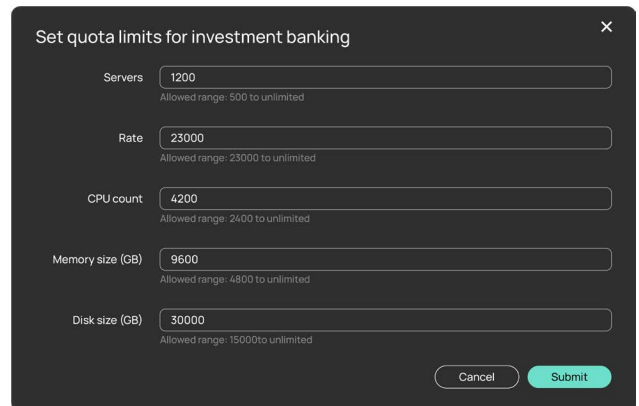 Set quota limits for investment banking
Servers 1200
Allowed range: 500 to unlimited
Rate 23000
Allowed range: 23000 to unlimited
CPU count 4200
Allowed range: 2400 to unlimited
Memory size (GB) 9600
Allowed range: 4800 to unlimited
Disk size (GB) 30000
Allowed range: 15000to unlimited
Cancel Submit